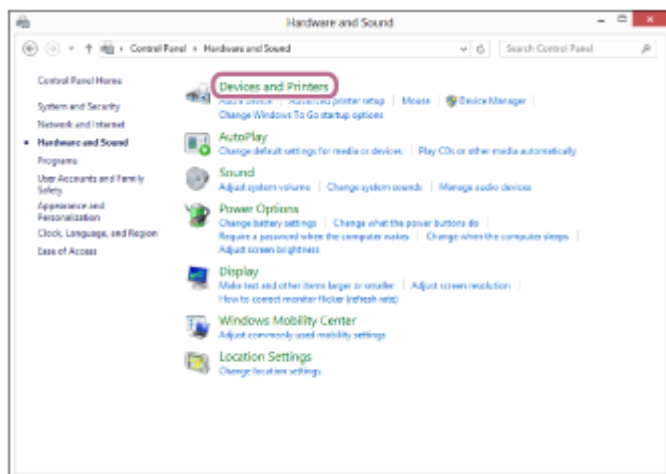 Hardware and Sound
Control Panel › Hardware and Sound
Search Control Panel
Control Panel Home
System and Security
Network and Internet
Hardware and Sound
Programs
User Accounts and Family
Safety
Appearance and
Personalization
Clock, Language, and Region
Ease of Access
Devices and Printers
Add a device | Advanced printer setup | Mouse | Device Manager |
Change Windows To Go startup options
AutoPlay
Change default settings for media or devices | Play CDs or other media automatically
Sound
Adjust system volume | Change system sounds | Manage audio devices
Power Options
Change battery settings | Change what the power buttons do
Require a password when the computer wakes | Change when the computer sleeps |
Adjust screen brightness
Display
Make text and other items larger or smaller | Adjust screen resolution |
How to correct monitor flicker (refresh rate)
Windows Mobility Center
Adjust commonly used mobility settings
Location Settings
Change location settings